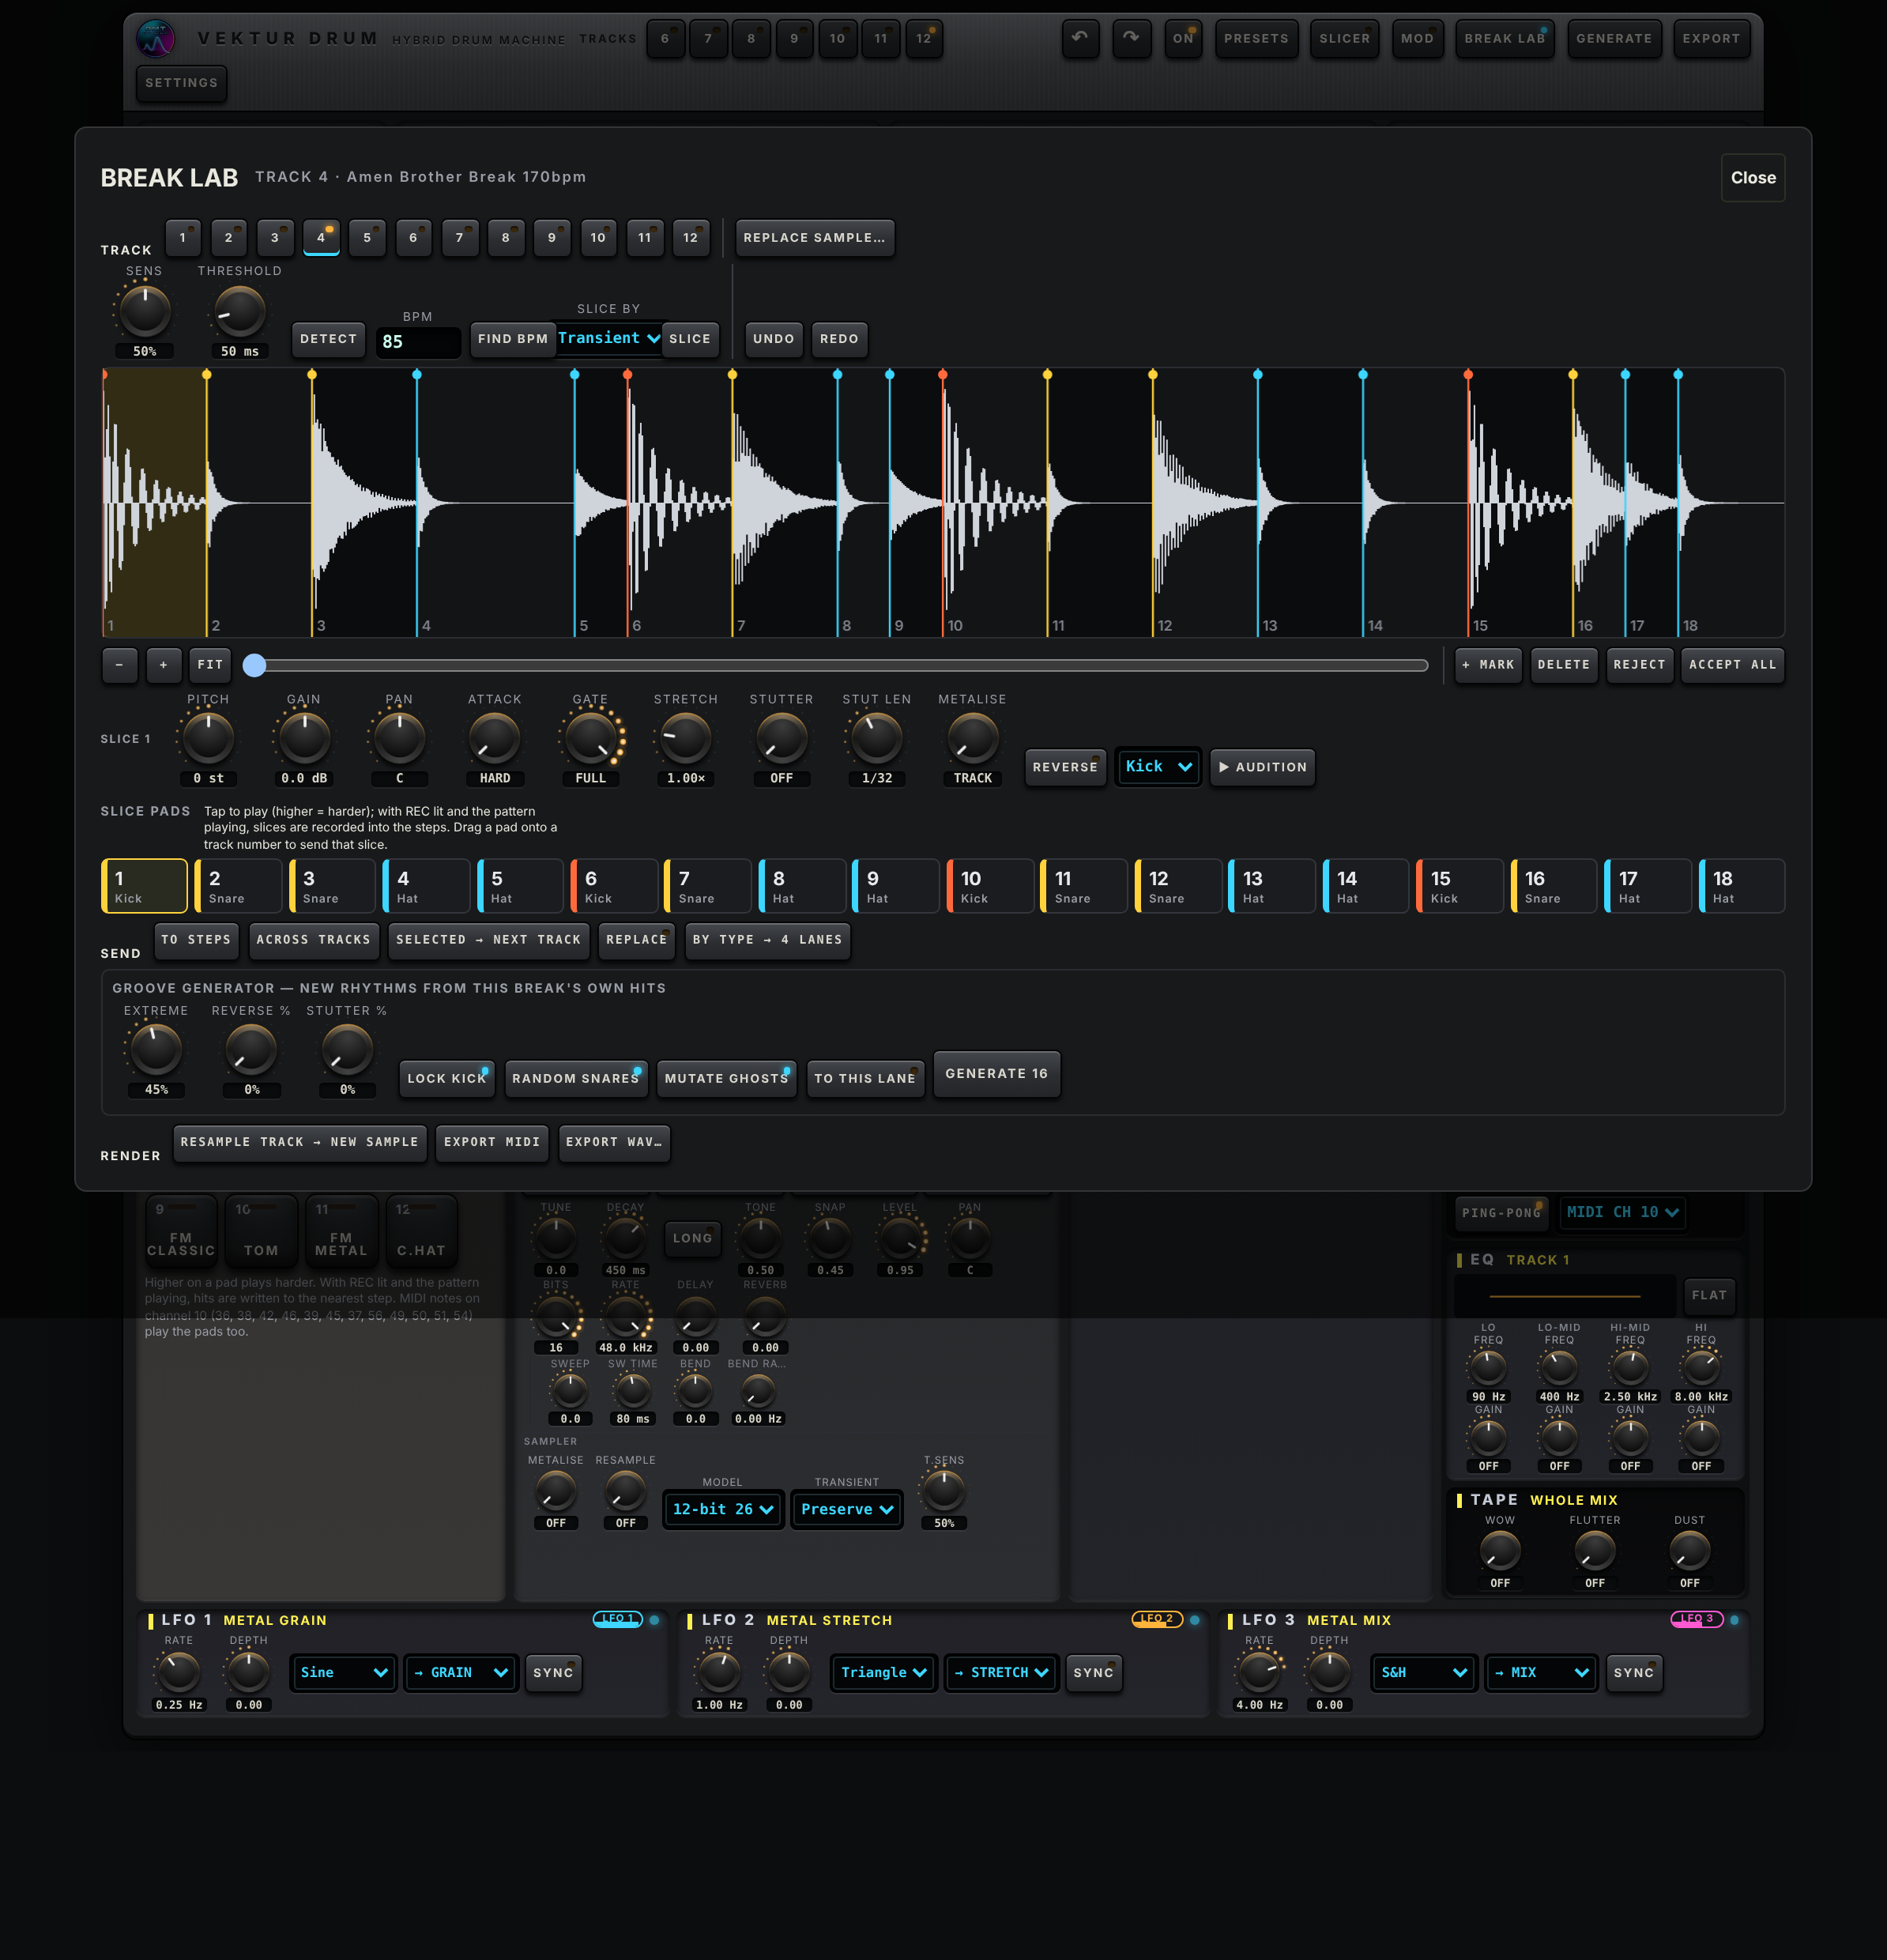 VEKTUR DRUM HYBRID DRUM MACHINE TRACKS 6 7 8 9 10 11 12 ↶ ↷ ON PRESETS SLICER MOD BREAK LAB GENERATE EXPORT
SETTINGS
BREAK LAB TRACK 4 · Amen Brother Break 170bpm Close
TRACK 1 2 3 4 5 6 7 8 9 10 11 12 REPLACE SAMPLE…
SENS THRESHOLD
BPM SLICE BY
DETECT 85 FIND BPM Transient SLICE UNDO REDO
50% 50 ms
1 2 3 4 5 6 7 8 9 10 11 12 13 14 15 16 17 18
− + FIT + MARK DELETE REJECT ACCEPT ALL
PITCH GAIN PAN ATTACK GATE STRETCH STUTTER STUT LEN METALISE
SLICE 1
REVERSE Kick ▶ AUDITION
0 st 0.0 dB C HARD FULL 1.00× OFF 1/32 TRACK
SLICE PADS Tap to play (higher = harder); with REC lit and the pattern
playing, slices are recorded into the steps. Drag a pad onto a
track number to send that slice.
1 2 3 4 5 6 7 8 9 10 11 12 13 14 15 16 17 18
Kick Snare Snare Hat Hat Kick Snare Hat Hat Kick Snare Snare Hat Hat Kick Snare Hat Hat
SEND TO STEPS ACROSS TRACKS SELECTED → NEXT TRACK REPLACE BY TYPE → 4 LANES
GROOVE GENERATOR — NEW RHYTHMS FROM THIS BREAK'S OWN HITS
EXTREME REVERSE % STUTTER %
LOCK KICK RANDOM SNARES MUTATE GHOSTS TO THIS LANE GENERATE 16
45% 0% 0%
RENDER RESAMPLE TRACK → NEW SAMPLE EXPORT MIDI EXPORT WAV…
9 10 11 12
FM CLASSIC TOM FM METAL C.HAT
Higher on a pad plays harder. With REC lit and the pattern
playing, hits are written to the nearest step. MIDI notes on
channel 10 (36, 38, 42, 46, 39, 45, 37, 56, 49, 50, 51, 54)
play the pads too.
TUNE DECAY TONE SNAP LEVEL PAN
LONG
0.0 450 ms 0.50 0.45 0.95 C
BITS RATE DELAY REVERB
16 48.0 kHz 0.00 0.00
SWEEP SW TIME BEND BEND RA…
0.0 80 ms 0.0 0.00 Hz
SAMPLER
METALISE RESAMPLE MODEL TRANSIENT T.SENS
12-bit 26 Preserve
OFF OFF 50%
PING-PONG MIDI CH 10
EQ TRACK 1
FLAT
LO FREQ LO-MID FREQ HI-MID FREQ HI FREQ
90 Hz 400 Hz 2.50 kHz 8.00 kHz
GAIN GAIN GAIN GAIN
OFF OFF OFF OFF
TAPE WHOLE MIX
WOW FLUTTER DUST
OFF OFF OFF
LFO 1 METAL GRAIN LFO 1
RATE DEPTH
Sine → GRAIN SYNC
0.25 Hz 0.00
LFO 2 METAL STRETCH LFO 2
RATE DEPTH
Triangle → STRETCH SYNC
1.00 Hz 0.00
LFO 3 METAL MIX LFO 3
RATE DEPTH
S&H → MIX SYNC
4.00 Hz 0.00